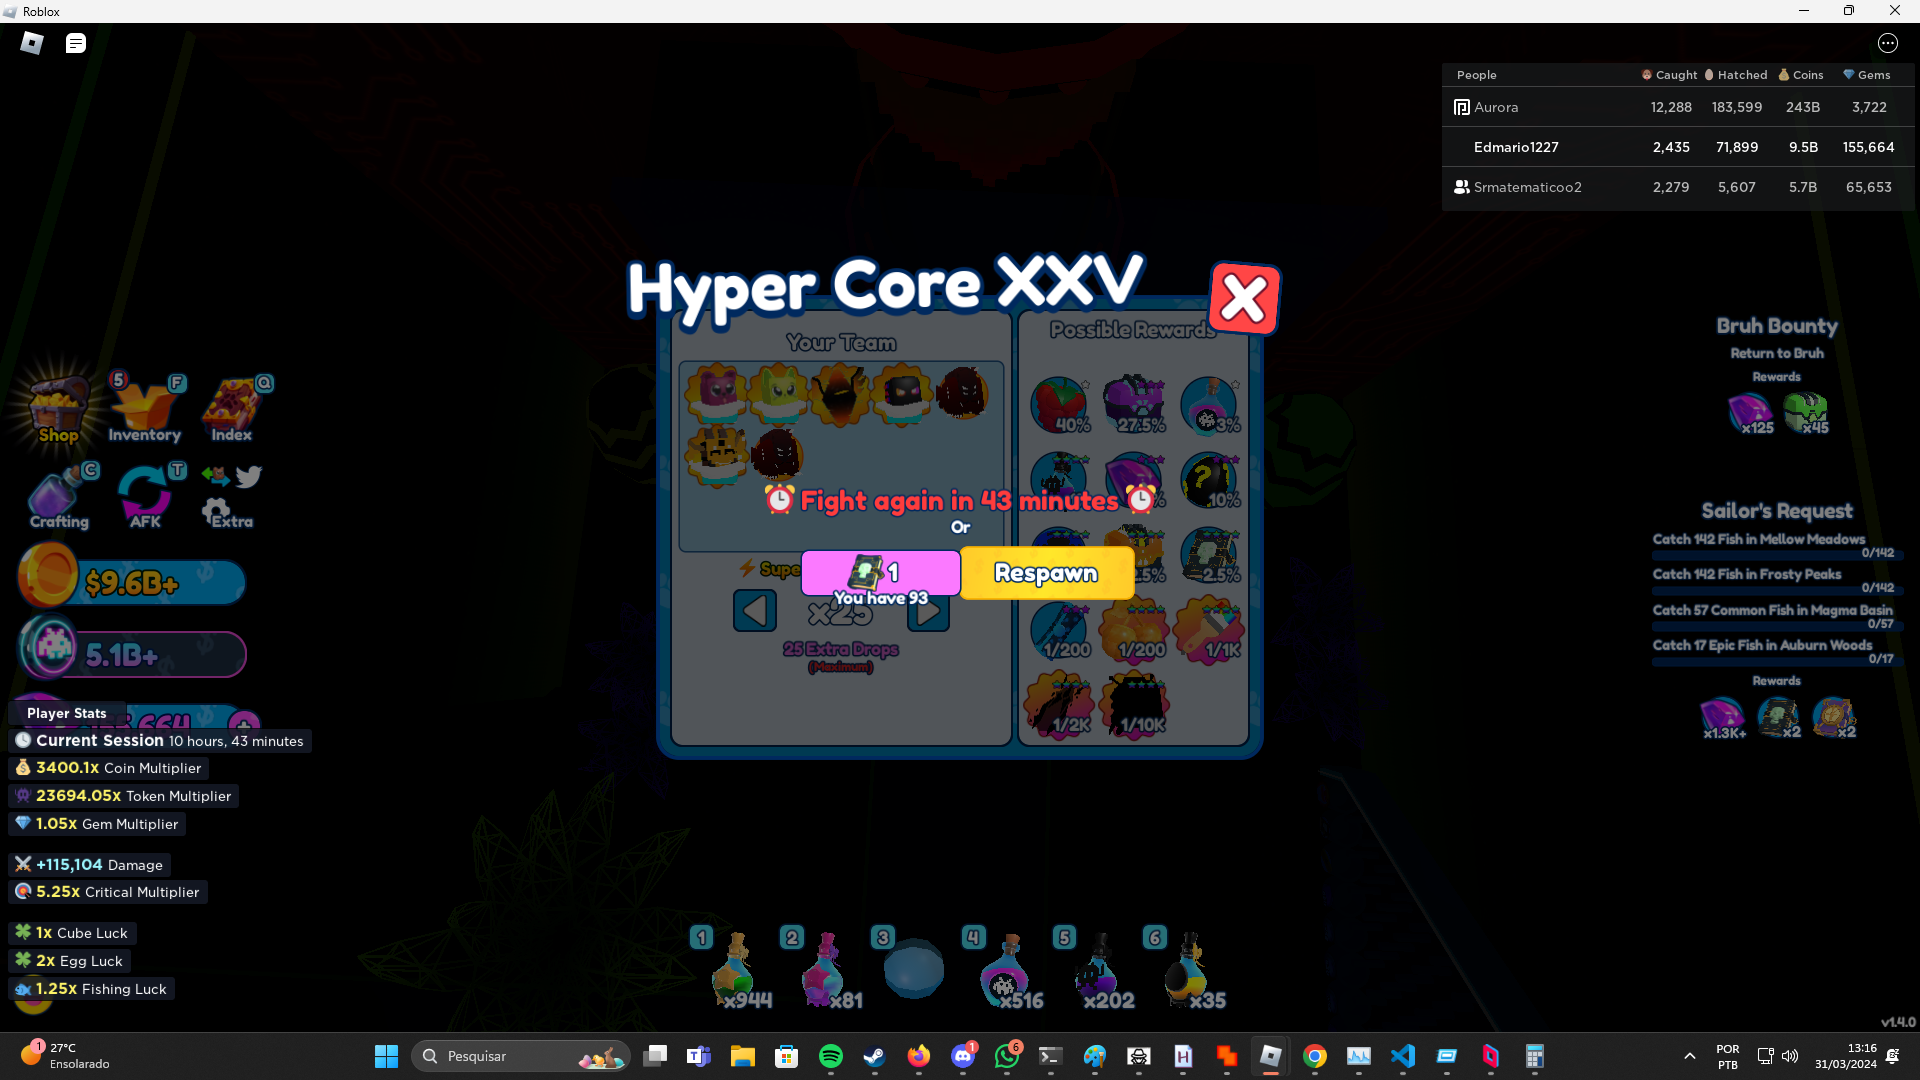 Roblox
People Caught Hatched Coins Gems
Aurora 12,288 183,599 243B 3,722
Edmario1227 2,435 71,899 9.5B 155,664
Srmatematicoo2 2,279 5,607 5.7B 65,653
Hyper Core XXV
X
Your Team
Possible Rewards
40% 27.5% 3%
10%
2.5%
1/200 1/200 1/1K
1/2K 1/10K
Fight again in 43 minutes
Or
1
You have 93
Respawn
x25
25 Extra Drops
(Maximum)
Bruh Bounty
Return to Bruh
Rewards
x125 x45
Sailor's Request
Catch 142 Fish in Mellow Meadows
0/142
Catch 142 Fish in Frosty Peaks
0/142
Catch 57 Common Fish in Magma Basin
0/57
Catch 17 Epic Fish in Auburn Woods
0/17
Rewards
x1.3K+ x2 x2
5 F Q
Shop Inventory Index
C T
Crafting AFK Extra
$9.6B+
5.1B+
Player Stats
Current Session 10 hours, 43 minutes
3400.1x Coin Multiplier
23694.05x Token Multiplier
1.05x Gem Multiplier
+115,104 Damage
5.25x Critical Multiplier
1x Cube Luck
2x Egg Luck
1.25x Fishing Luck
1 2 3 4 5 6
x944 x81 x516 x202 x35
v1.4.0
1
27°C
Ensolarado
Pesquisar
1
6
POR
PTB
13:16
31/03/2024